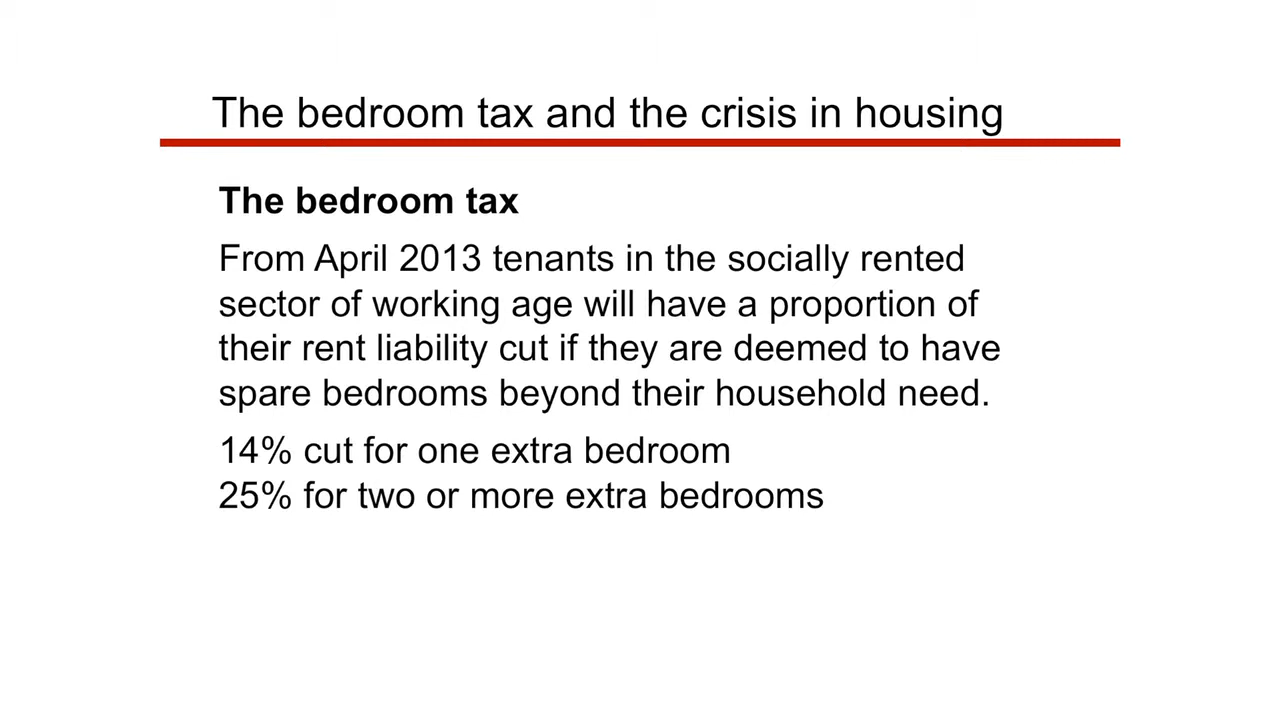 The bedroom tax and the crisis in housing
The bedroom tax
From April 2013 tenants in the socially rented
sector of working age will have a proportion of
their rent liability cut if they are deemed to have
spare bedrooms beyond their household need.
14% cut for one extra bedroom
25% for two or more extra bedrooms